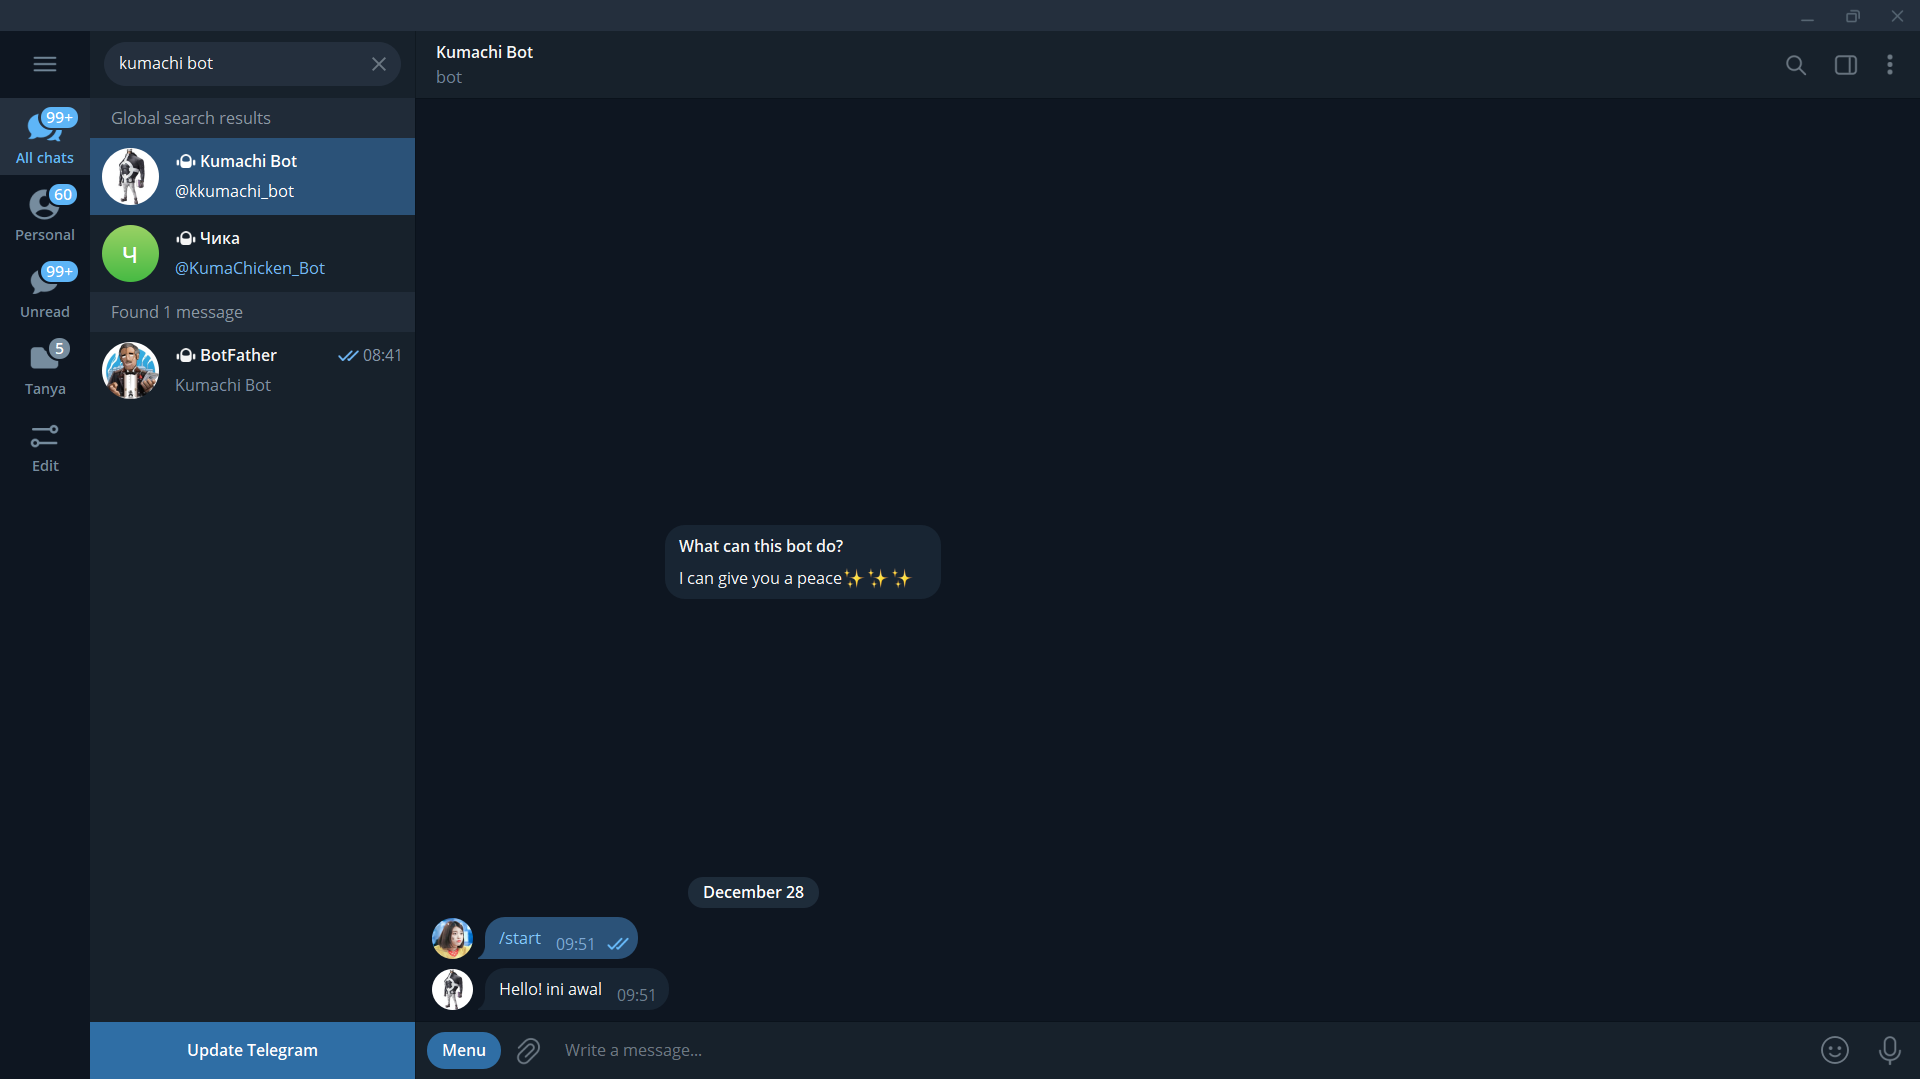 kumachi bot
99+
All chats
60
Personal
99+
Unread
5
Tanya
Edit
Global search results
Kumachi Bot
@kkumachi_bot
Ч
Чика
@KumaChicken_Bot
Found 1 message
BotFather 08:41
Kumachi Bot
Update Telegram
Kumachi Bot
bot
What can this bot do?
I can give you a peace✨✨✨
December 28
/start 09:51
Hello! ini awal 09:51
Menu
Write a message...